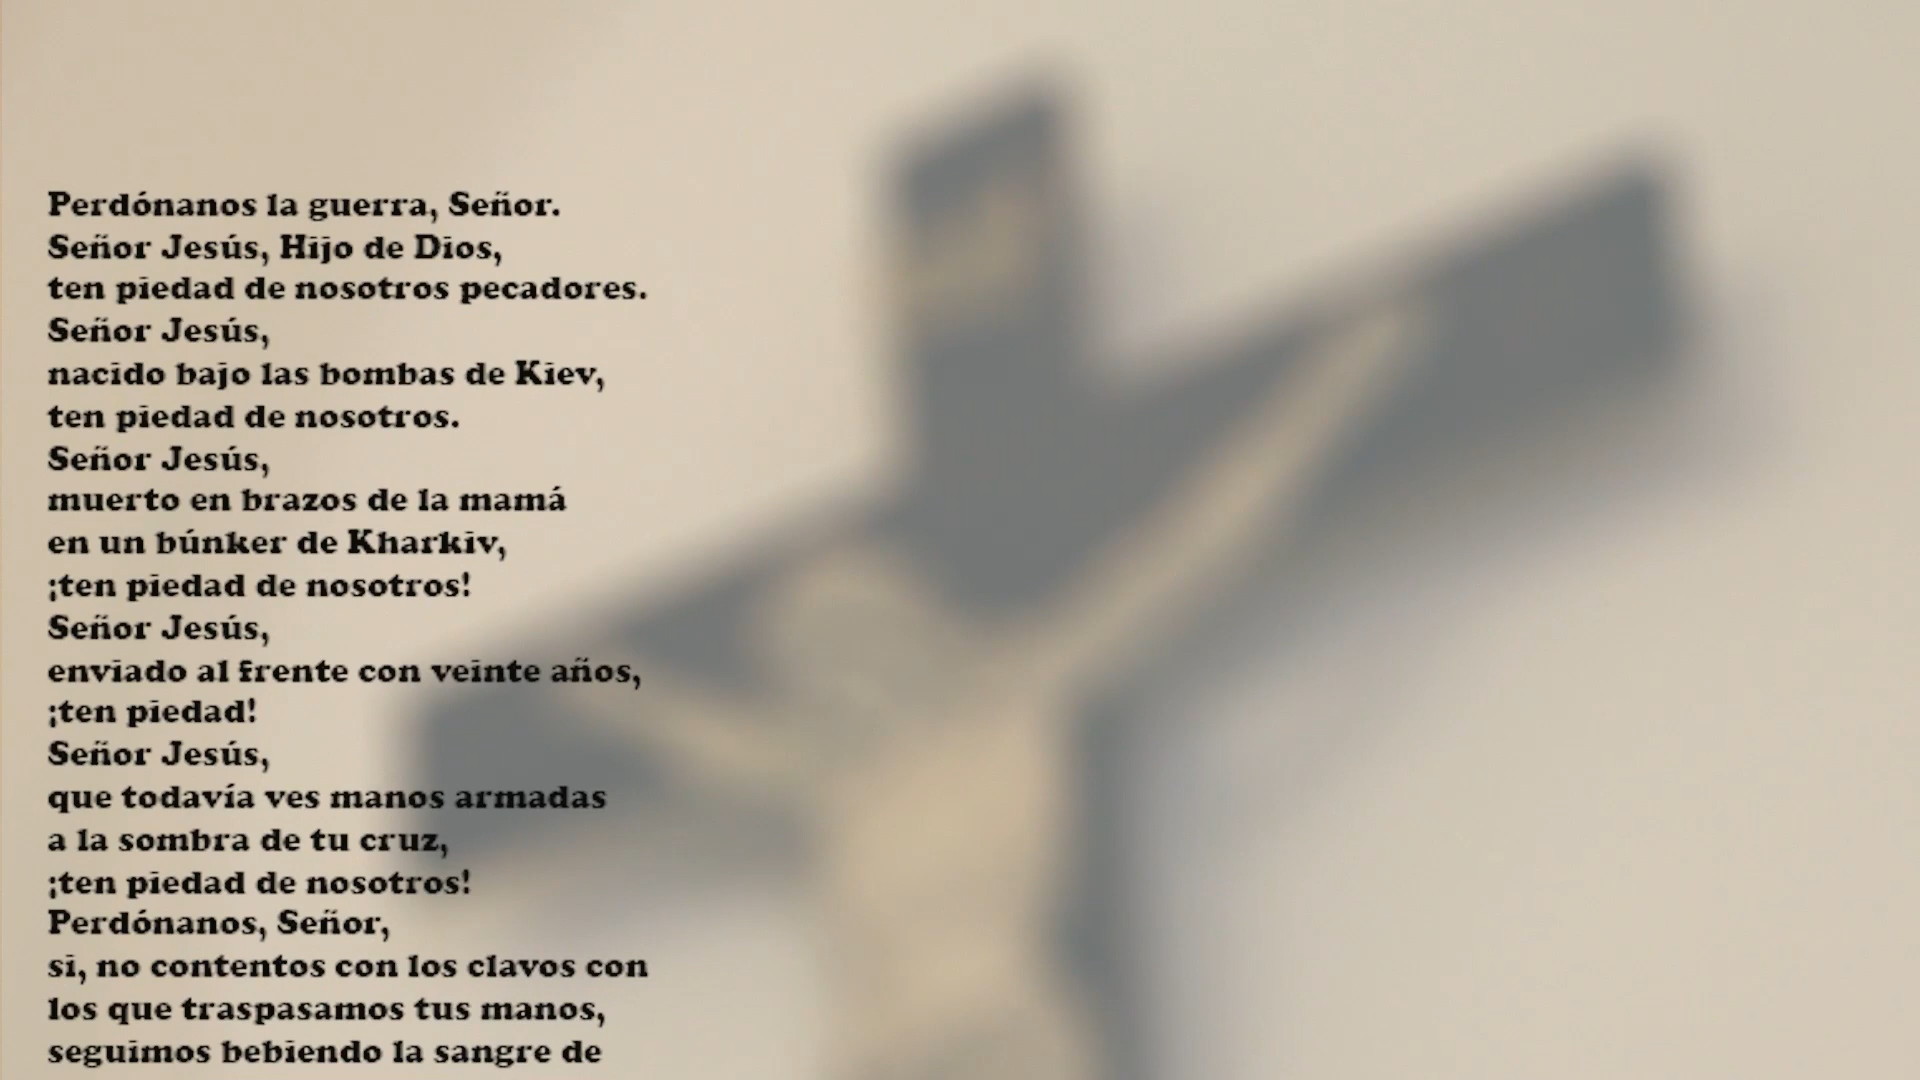 Perdónanos la guerra, Señor.
Señor Jesús, Hijo de Dios,
ten piedad de nosotros pecadores.
Señor Jesús,
nacido bajo las bombas de Kiev,
ten piedad de nosotros.
Señor Jesús,
muerto en brazos de la mamá
en un búnker de Kharkiv,
¡ten piedad de nosotros!
Señor Jesús,
enviado al frente con veinte años,
¡ten piedad!
Señor Jesús,
que todavía ves manos armadas
a la sombra de tu cruz,
¡ten piedad de nosotros!
Perdónanos, Señor,
si, no contentos con los clavos con
los que traspasamos tus manos,
seguimos bebiendo la sangre de